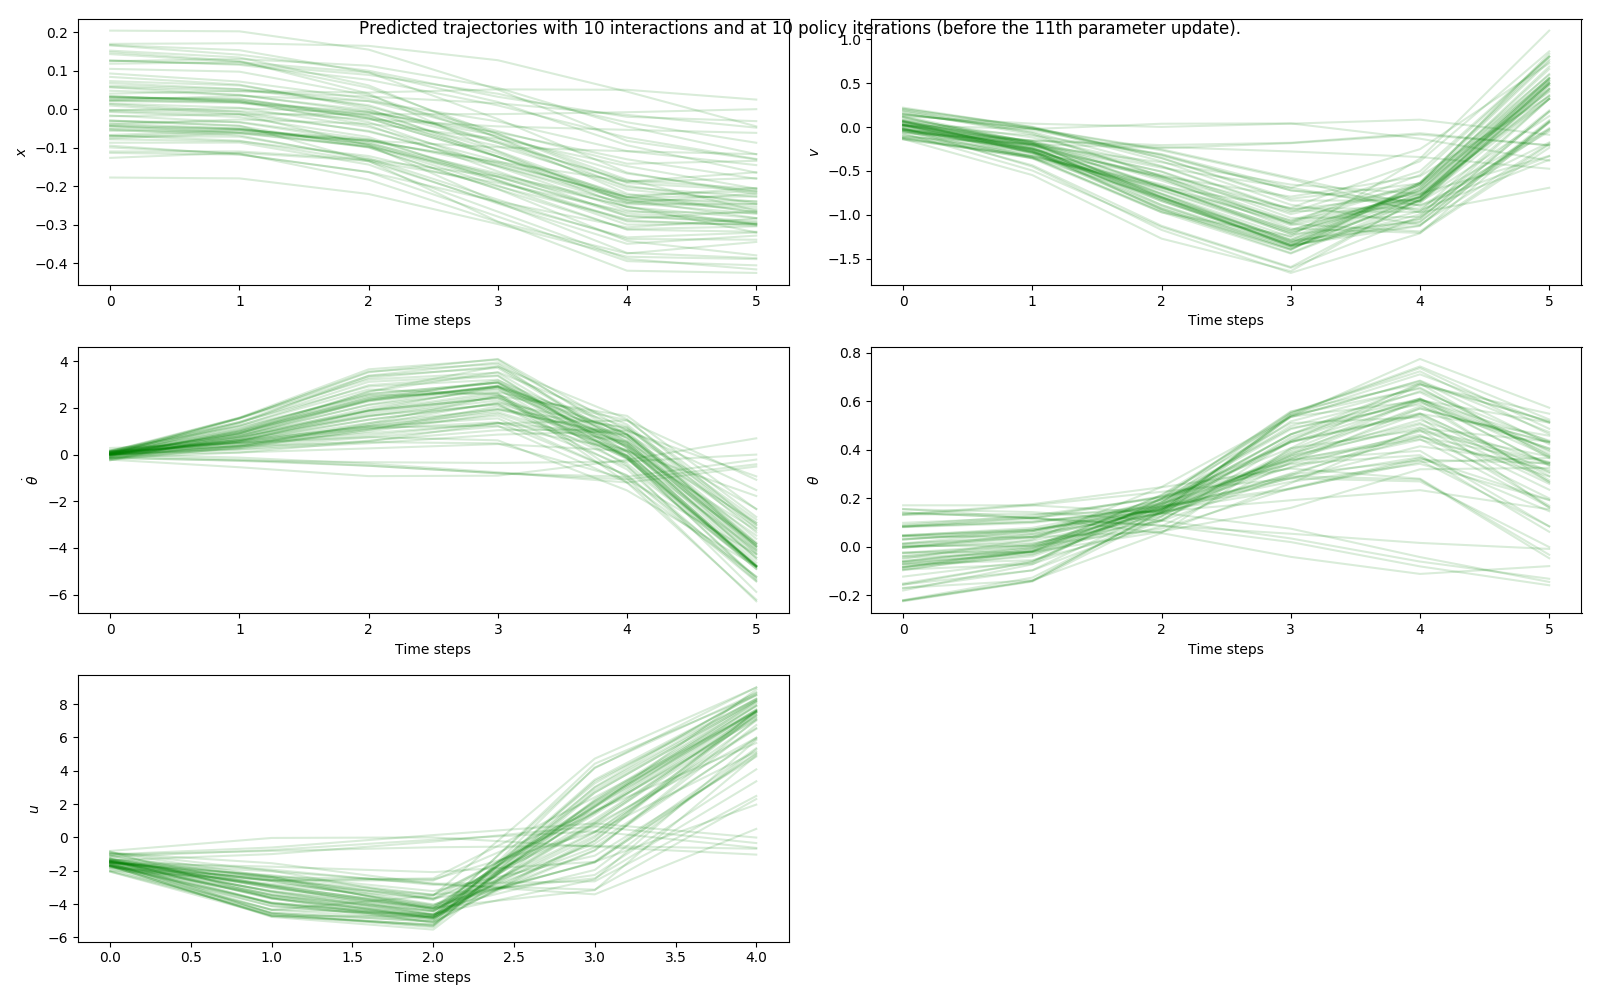 Predicted trajectories with 10 interactions and at 10 policy iterations (before the 11th parameter update).
0.2
0.1
0.0
−0.1
−0.2
−0.3
−0.4
x
0 1 2 3 4 5
Time steps
1.0
0.5
0.0
−0.5
−1.0
−1.5
v
0 1 2 3 4 5
Time steps
4
2
0
−2
−4
−6
θ̇
0 1 2 3 4 5
Time steps
0.8
0.6
0.4
0.2
0.0
−0.2
θ
0 1 2 3 4 5
Time steps
8
6
4
2
0
−2
−4
−6
u
0.0 0.5 1.0 1.5 2.0 2.5 3.0 3.5 4.0
Time steps